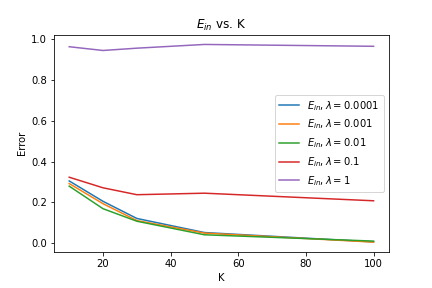 E_in vs. K
1.0
0.8
0.6
0.4
0.2
0.0
Error
E_in, λ = 0.0001
E_in, λ = 0.001
E_in, λ = 0.01
E_in, λ = 0.1
E_in, λ = 1
20
40
60
80
100
K